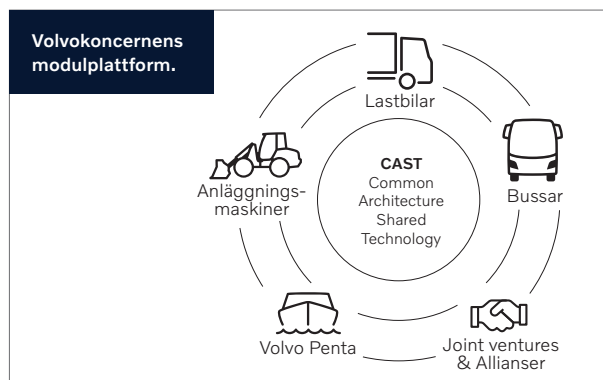 Volvokoncernens
modulplattform.
Lastbilar
Anläggnings-
maskiner
CAST
Common
Architecture
Shared
Technology
Bussar
Volvo Penta
Joint ventures
& Allianser